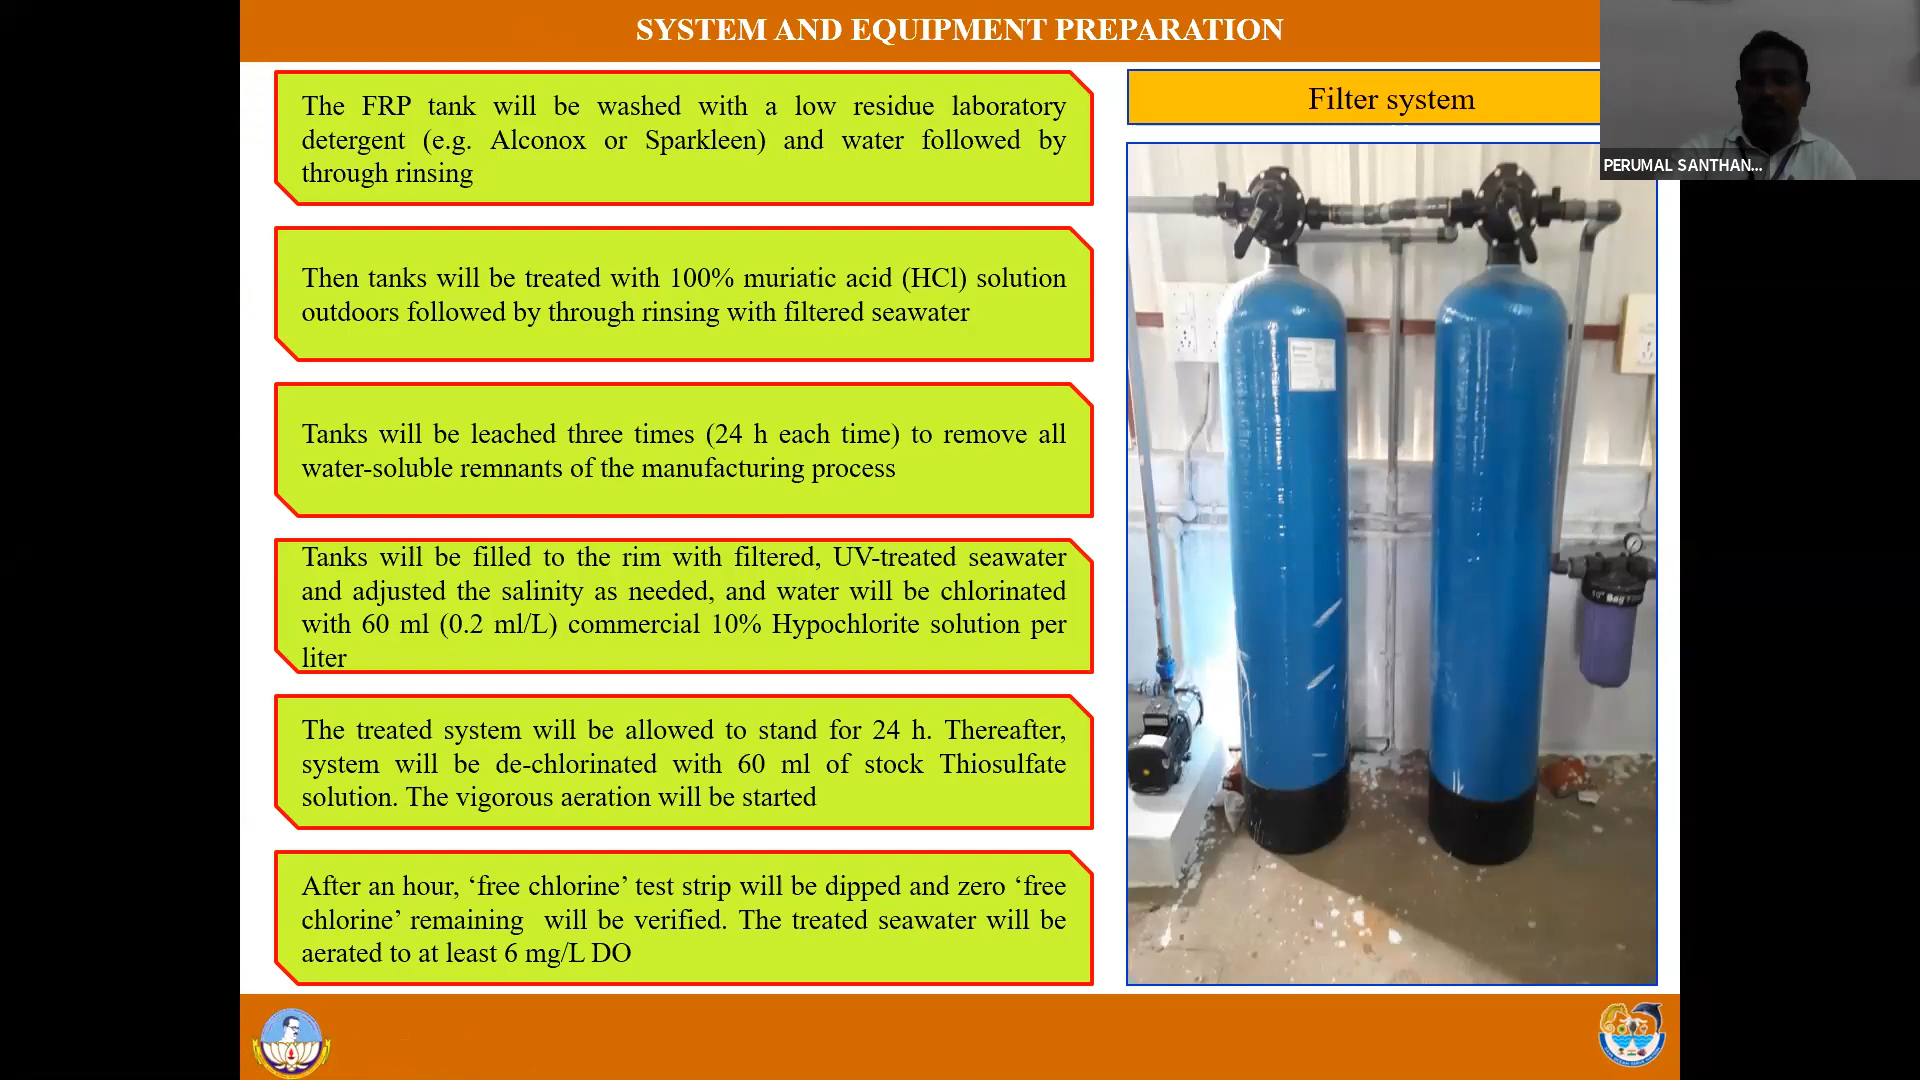 SYSTEM AND EQUIPMENT PREPARATION
The FRP tank will be washed with a low residue laboratory
detergent (e.g. Alconox or Sparkleen) and water followed by
through rinsing
Then tanks will be treated with 100% muriatic acid (HCl) solution
outdoors followed by through rinsing with filtered seawater
Tanks will be leached three times (24 h each time) to remove all
water-soluble remnants of the manufacturing process
Tanks will be filled to the rim with filtered, UV-treated seawater
and adjusted the salinity as needed, and water will be chlorinated
with 60 ml (0.2 ml/L) commercial 10% Hypochlorite solution per
liter
The treated system will be allowed to stand for 24 h. Thereafter,
system will be de-chlorinated with 60 ml of stock Thiosulfate
solution. The vigorous aeration will be started
After an hour, ‘free chlorine’ test strip will be dipped and zero ‘free
chlorine’ remaining will be verified. The treated seawater will be
aerated to at least 6 mg/L DO
Filter system
PERUMAL SANTHAN...